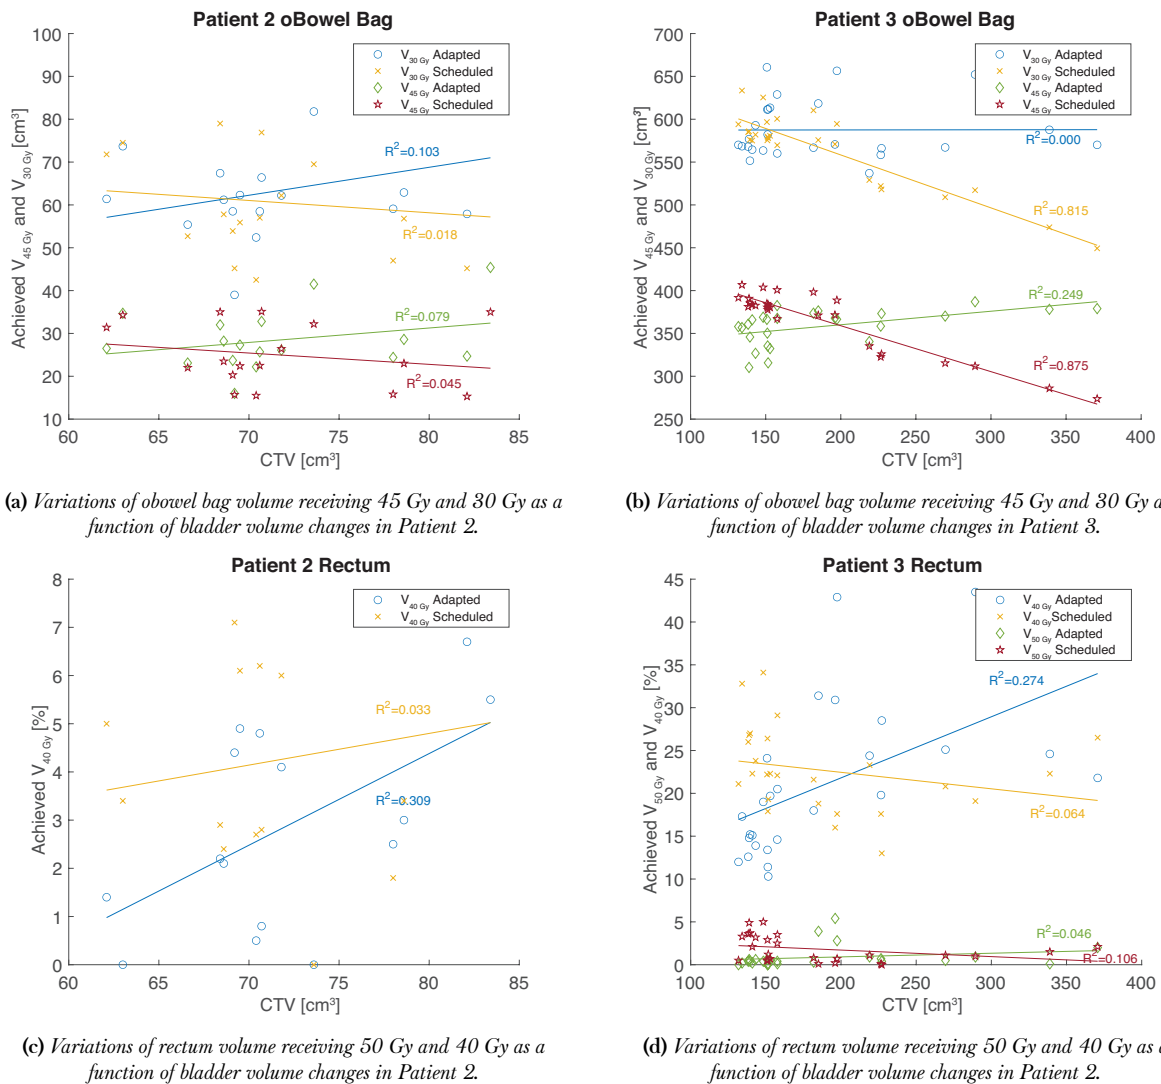 Patient 2 oBowel Bag
100
90
80
70
60
50
40
30
20
10
60
65
70
75
80
85
Achieved V45 Gy and V30 Gy [cm³]
CTV [cm³]
V30 Gy Adapted
V30 Gy Scheduled
V45 Gy Adapted
V45 Gy Scheduled
R²=0.103
R²=0.018
R²=0.079
R²=0.045
(a) Variations of obowel bag volume receiving 45 Gy and 30 Gy as a
function of bladder volume changes in Patient 2.
Patient 3 oBowel Bag
700
650
600
550
500
450
400
350
300
250
100
150
200
250
300
350
400
Achieved V45 Gy and V30 Gy [cm³]
CTV [cm³]
V30 Gy Adapted
V30 Gy Scheduled
V45 Gy Adapted
V45 Gy Scheduled
R²=0.000
R²=0.815
R²=0.249
R²=0.875
(b) Variations of obowel bag volume receiving 45 Gy and 30 Gy a
function of bladder volume changes in Patient 3.
Patient 2 Rectum
8
7
6
5
4
3
2
1
0
60
65
70
75
80
85
Achieved V40 Gy [%]
CTV [cm³]
V40 Gy Adapted
V40 Gy Scheduled
R²=0.033
R²=0.309
(c) Variations of rectum volume receiving 50 Gy and 40 Gy as a
function of bladder volume changes in Patient 2.
Patient 3 Rectum
45
40
35
30
25
20
15
10
5
0
100
150
200
250
300
350
400
Achieved V50 Gy and V40 Gy [%]
CTV [cm³]
V40 Gy Adapted
V40 Gy Scheduled
V50 Gy Adapted
V50 Gy Scheduled
R²=0.274
R²=0.064
R²=0.046
R²=0.106
(d) Variations of rectum volume receiving 50 Gy and 40 Gy as a
function of bladder volume changes in Patient 2.